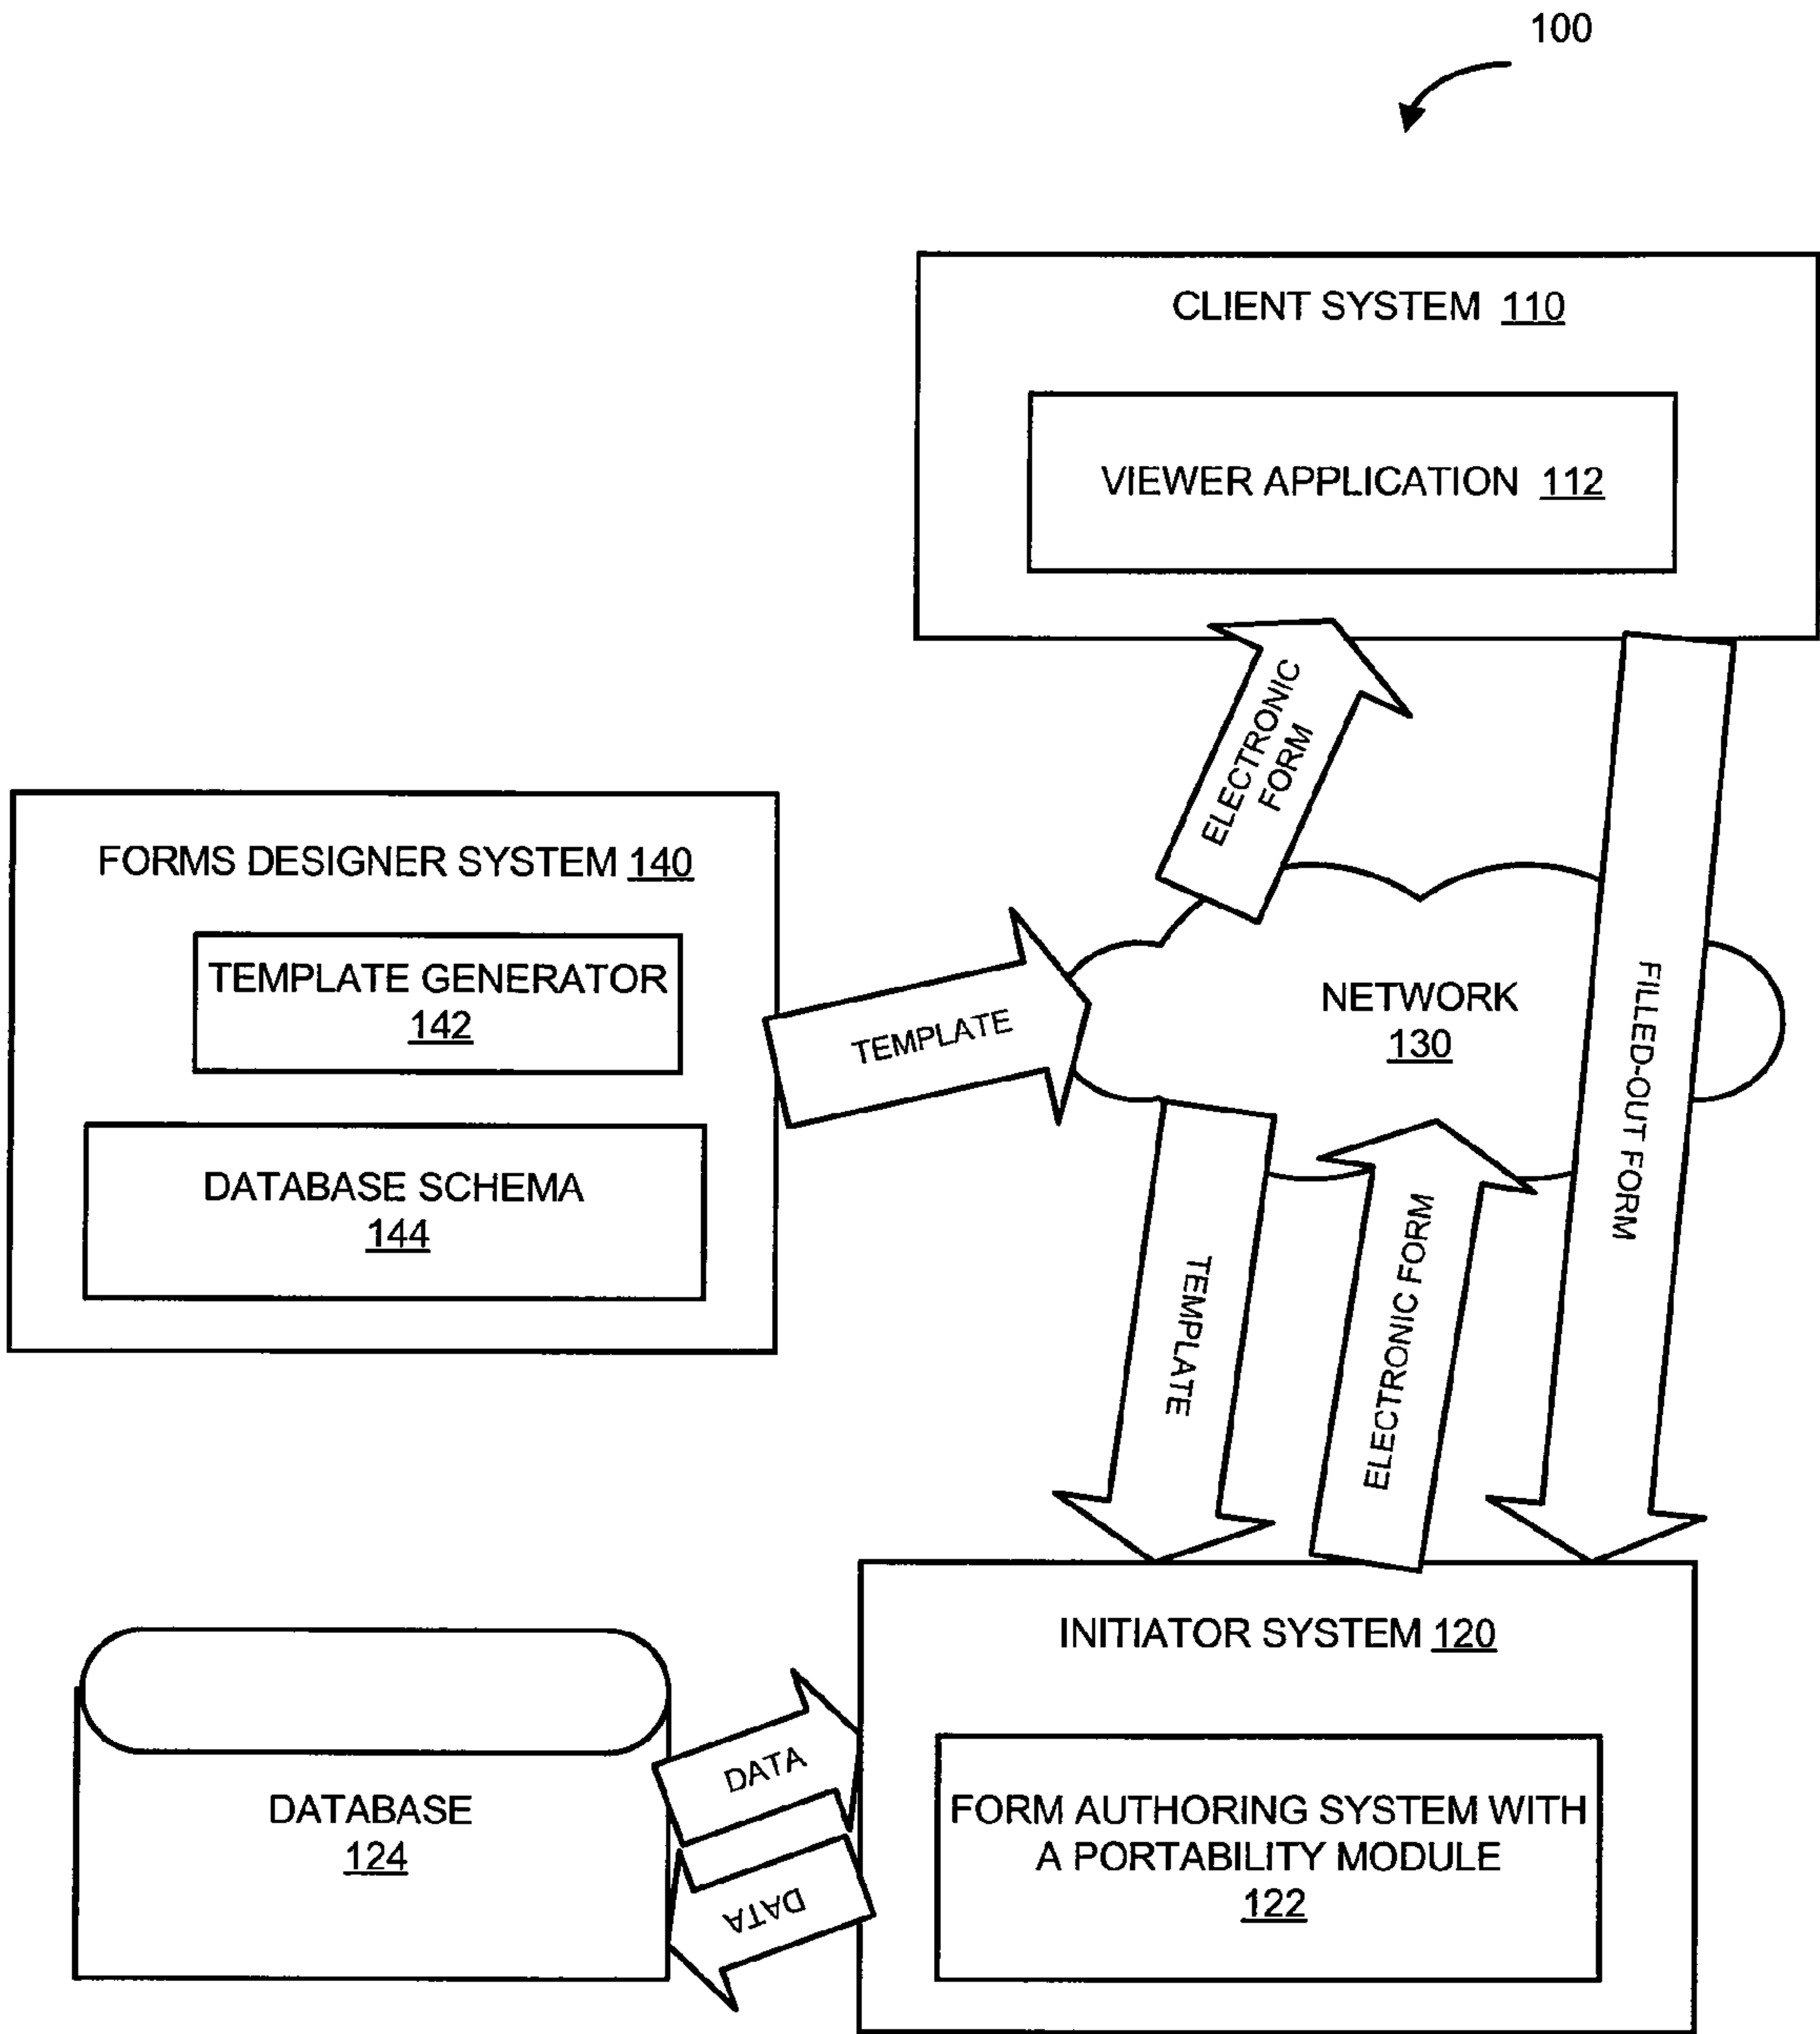 100
CLIENT SYSTEM 110
VIEWER APPLICATION 112
ELECTRONIC
FORM
FORMS DESIGNER SYSTEM 140
TEMPLATE GENERATOR
142
DATABASE SCHEMA
144
TEMPLATE
NETWORK
130
FILLED-OUT FORM
TEMPLATE
ELECTRONIC FORM
INITIATOR SYSTEM 120
FORM AUTHORING SYSTEM WITH
A PORTABILITY MODULE
122
DATABASE
124
DATA
DATA